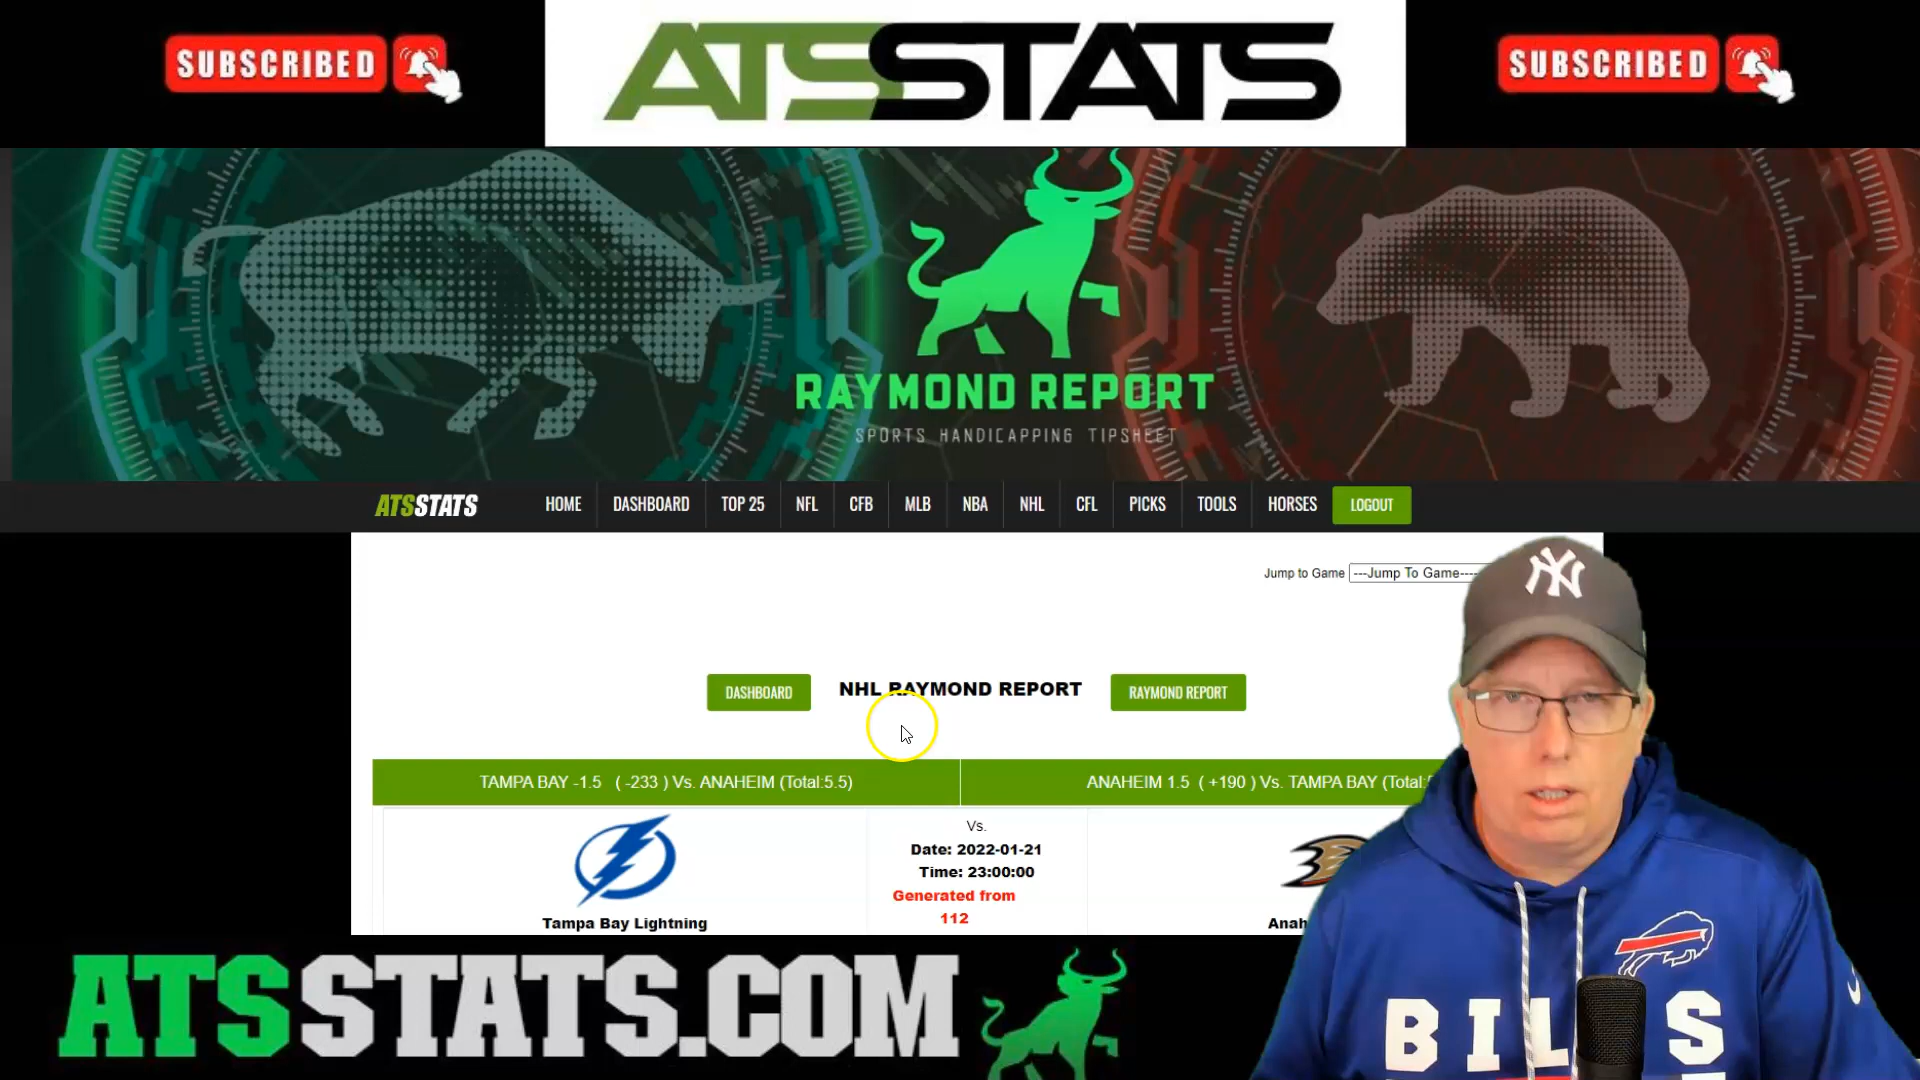 SUBSCRIBED
ATSSTATS
SUBSCRIBED
RAYMOND REPORT
SPORTS HANDICAPPING TIPSHEET
ATSSTATS HOME DASHBOARD TOP 25 NFL CFB MLB NBA NHL CFL PICKS TOOLS HORSES LOGOUT
Jump to Game ---Jump To Game----
DASHBOARD NHL RAYMOND REPORT RAYMOND REPORT
TAMPA BAY -1.5 ( -233 ) Vs. ANAHEIM (Total:5.5) ANAHEIM 1.5 ( +190 ) Vs. TAMPA BAY (Total:
Vs.
Date: 2022-01-21
Time: 23:00:00
Generated from
112
Tampa Bay Lightning Anah
NY
BILLS
ATSSTATS.COM